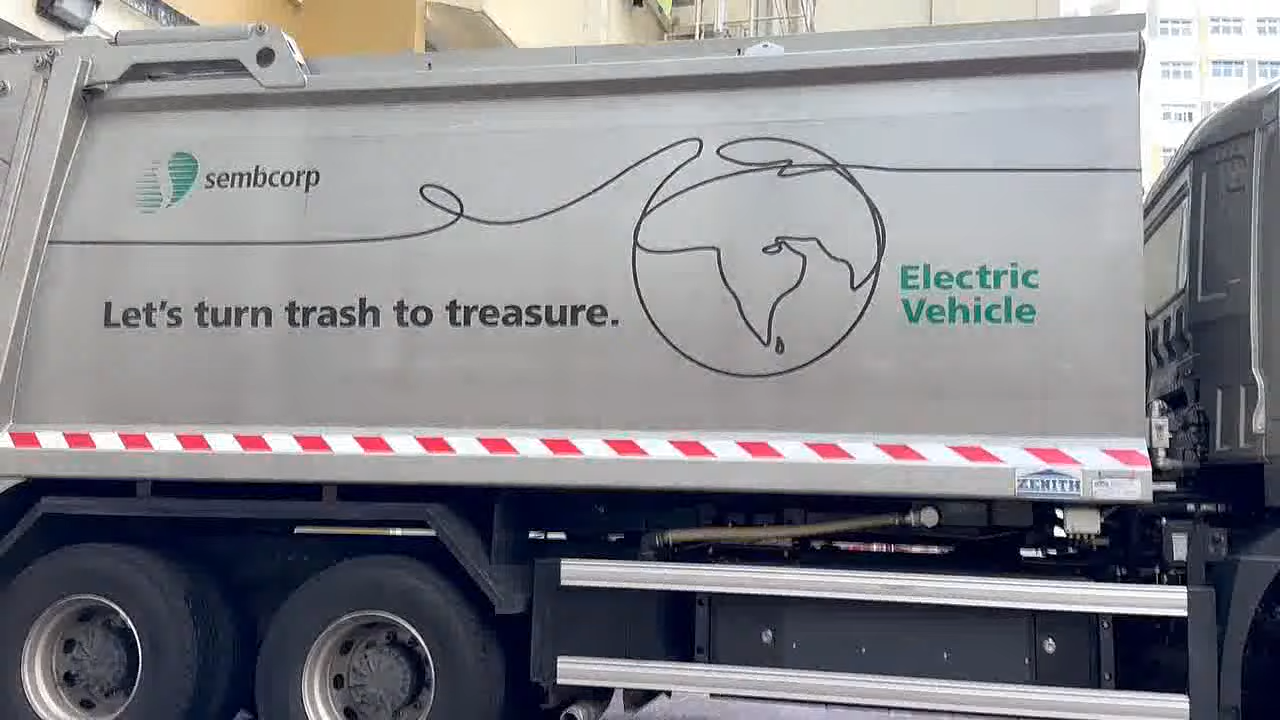 sembcorp
Let's turn trash to treasure.
Electric
Vehicle
ZENITH